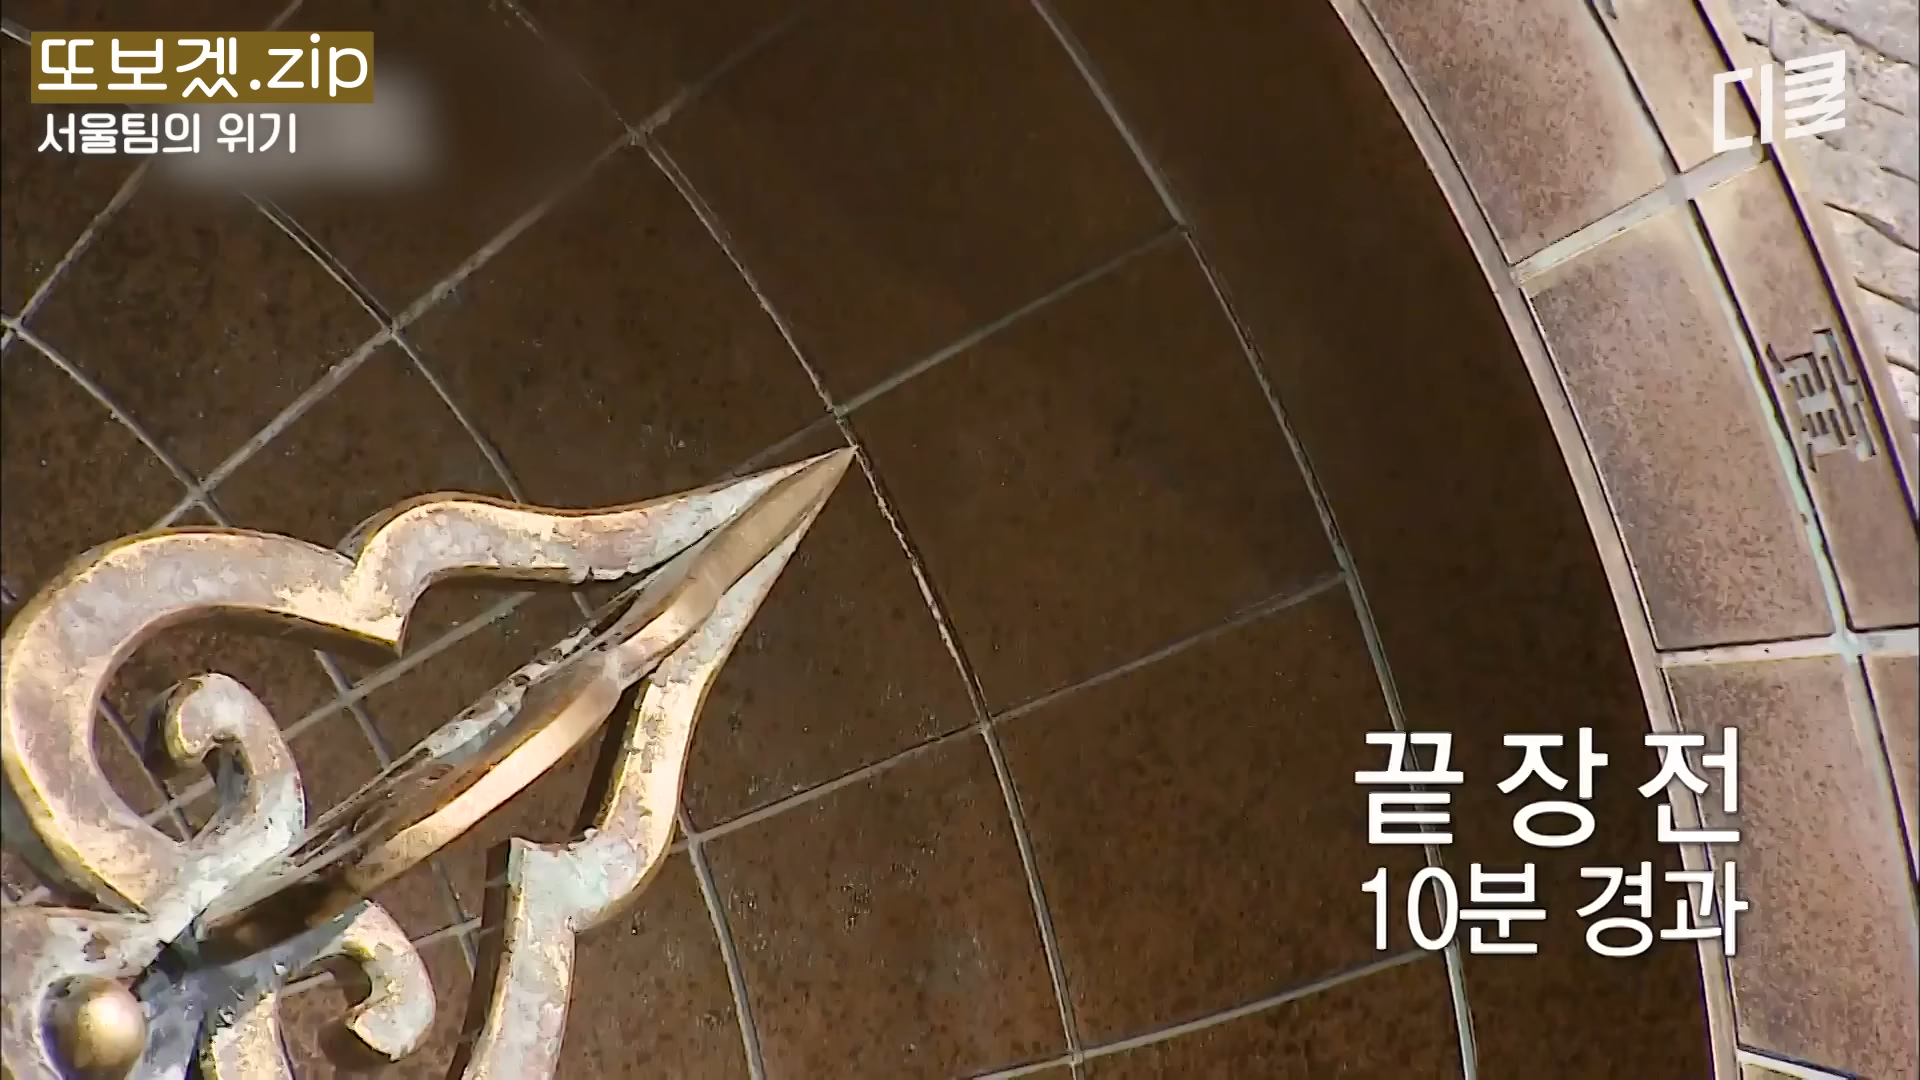 또보겠.zip
서울팀의 위기
디클
끝장전
10분 경과